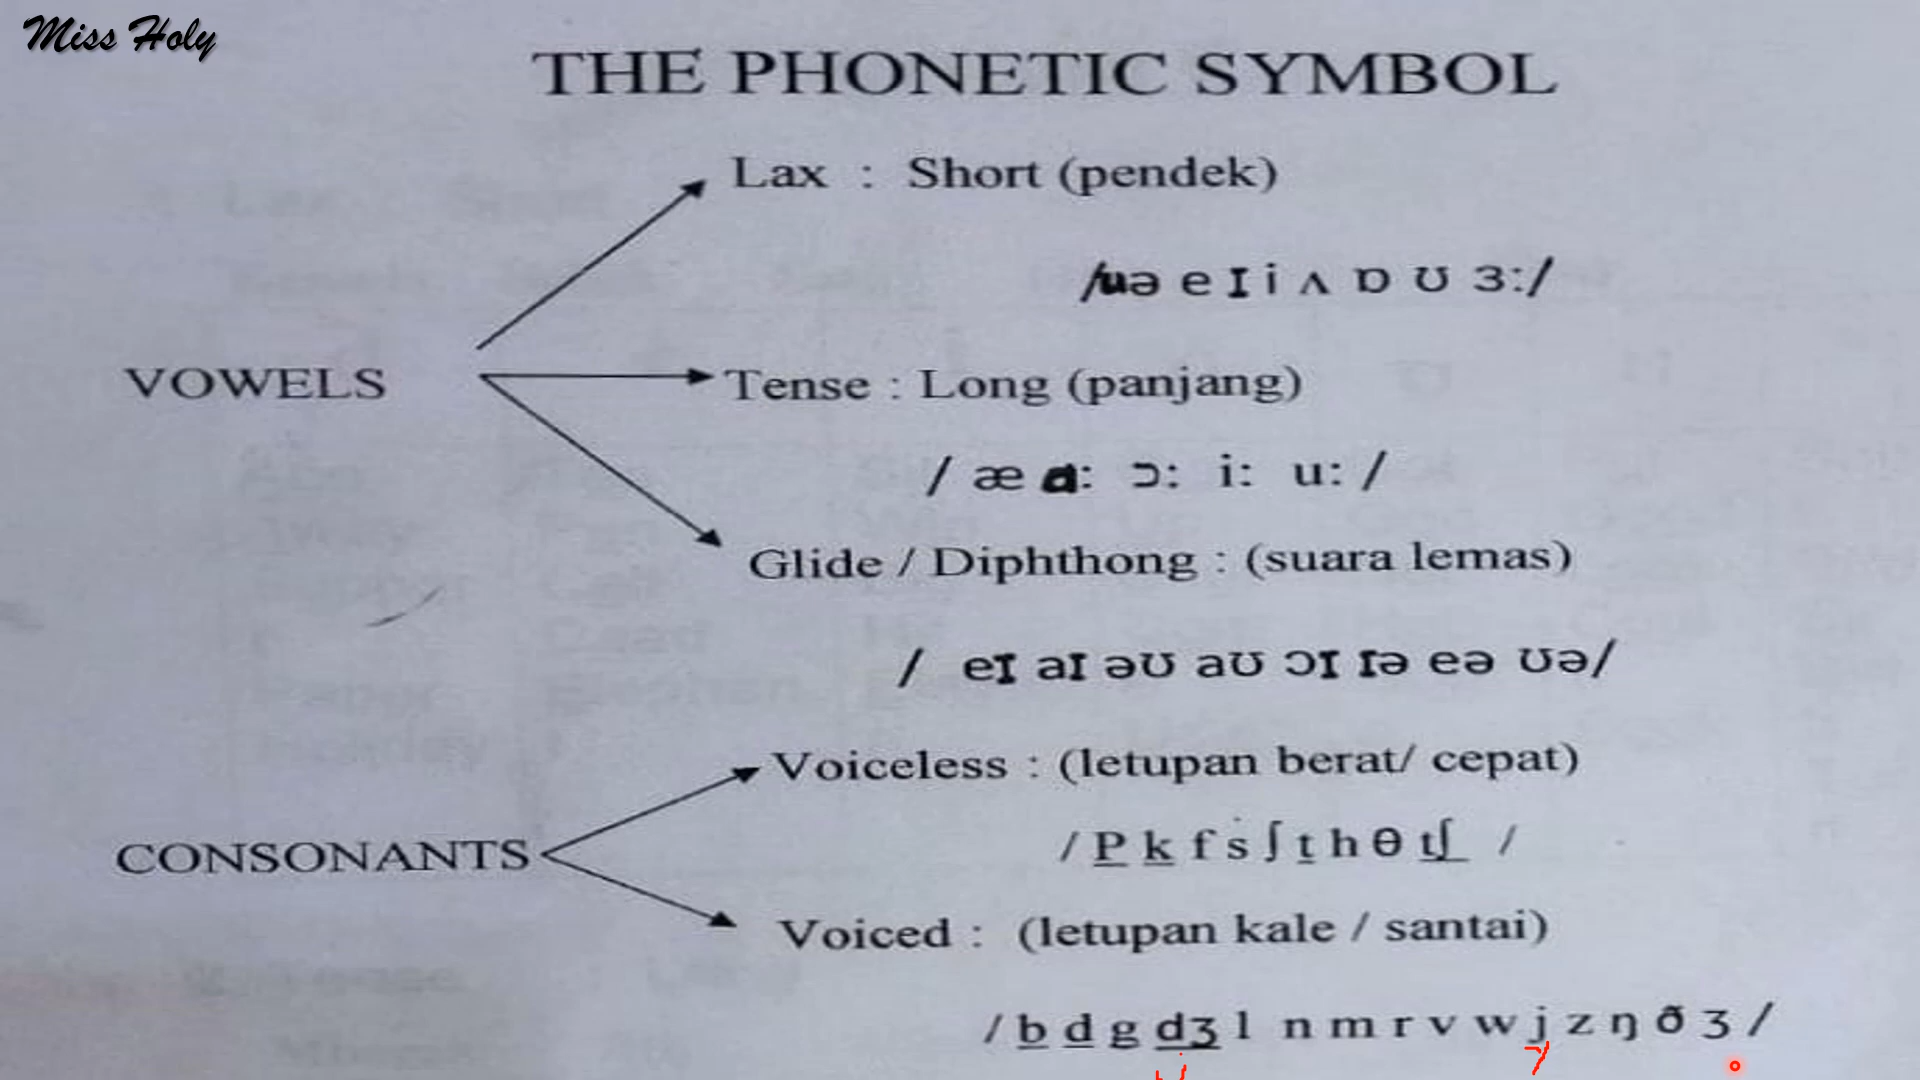 Miss Holy
THE PHONETIC SYMBOL
Lax : Short (pendek)
/uə e ɪ i ʌ ɒ ʊ ɜ:/
VOWELS
Tense : Long (panjang)
/ æ ɑ: ɔ: i: u: /
Glide / Diphthong : (suara lemas)
/ eɪ aɪ əʊ aʊ ɔɪ ɪə eə ʊə/
Voiceless : (letupan berat/ cepat)
/ P k f s ʃ t h θ tʃ /
CONSONANTS
Voiced : (letupan kale / santai)
/ b d g dʒ l n m r v w j z ŋ ð ʒ /
y